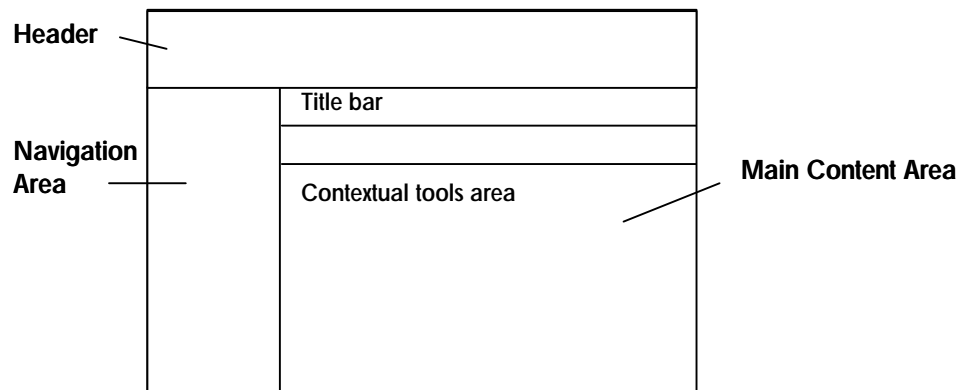 Header
Title bar
Navigation
Area
Contextual tools area
Main Content Area